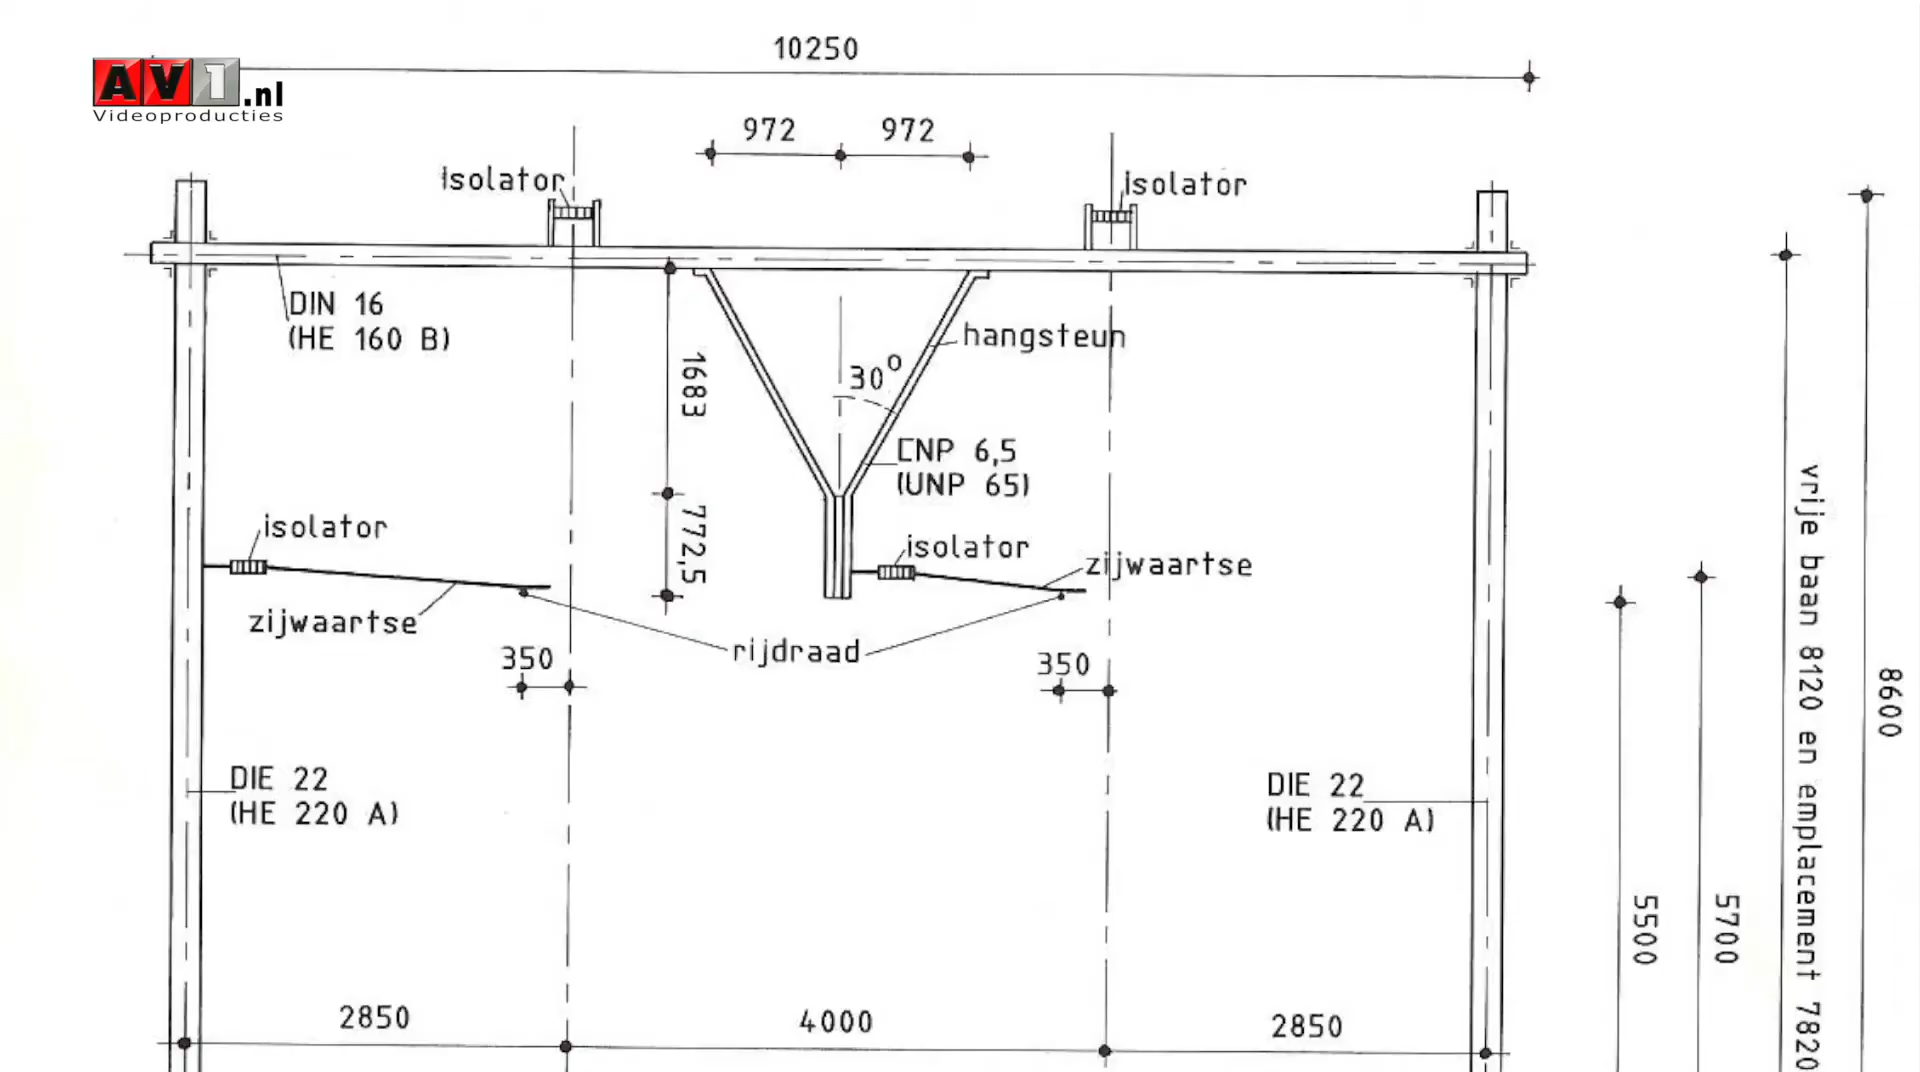 10250
AV1.nl
Videoproducties
972 972
isolator
isolator
DIN 16
(HE 160 B)
hangsteun
30°
1683
CNP 6,5
(UNP 65)
772,5
isolator
isolator
zijwaartse
zijwaartse
rijdraad
350
350
DIE 22
(HE 220 A)
DIE 22
(HE 220 A)
2850
4000
2850
5500
5700
vrije baan 8120 en emplacement 7820
8600